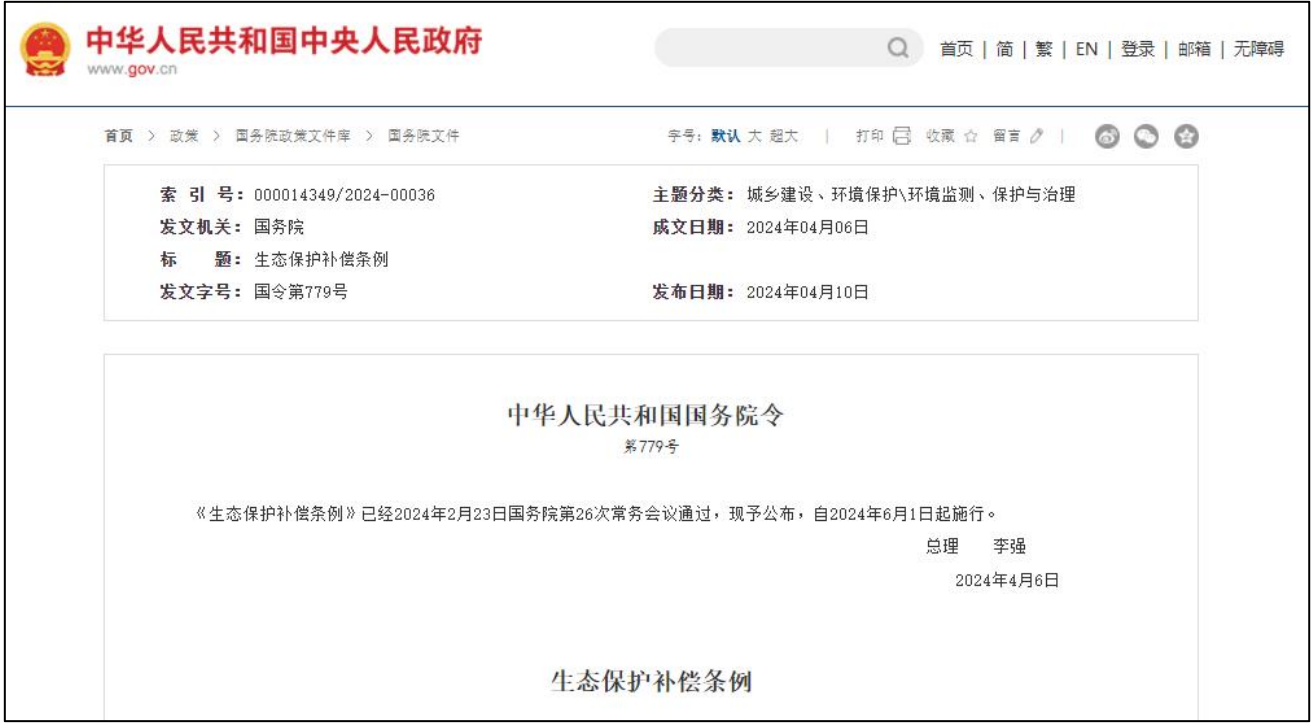 中华人民共和国中央人民政府
www.gov.cn
首页 | 简 | 繁 | EN | 登录 | 邮箱 | 无障碍
首页 > 政策 > 国务院政策文件库 > 国务院文件
字号：默认 大 超大 | 打印 收藏 留言 |
索 引 号：000014349/2024-00036 主题分类：城乡建设、环境保护\环境监测、保护与治理
发文机关：国务院 成文日期：2024年04月06日
标 题：生态保护补偿条例
发文字号：国令第779号 发布日期：2024年04月10日
中华人民共和国国务院令
第779号
《生态保护补偿条例》已经2024年2月23日国务院第26次常务会议通过，现予公布，自2024年6月1日起施行。
总理 李强
2024年4月6日
生态保护补偿条例